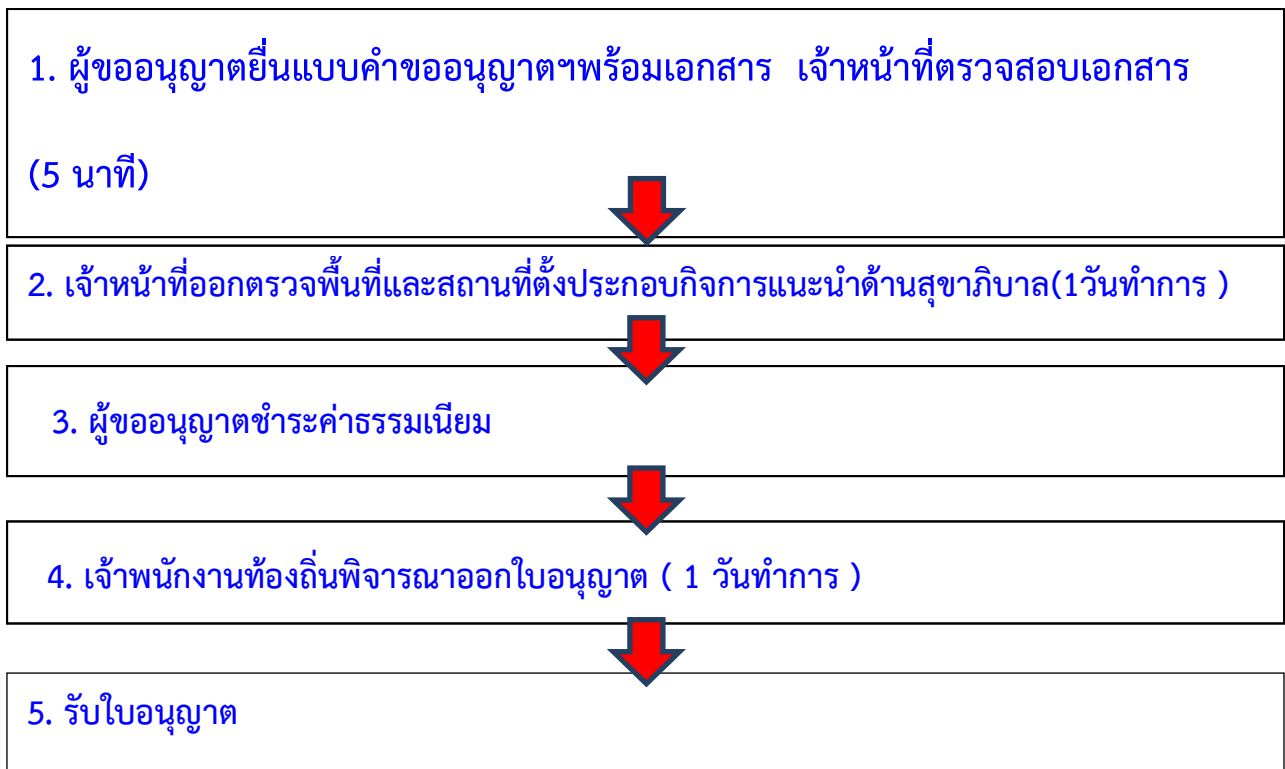 1. ผู้ขออนุญาตยื่นแบบคำขออนุญาตฯพร้อมเอกสาร เจ้าหน้าที่ตรวจสอบเอกสาร
(5 นาที)
2. เจ้าหน้าที่ออกตรวจพื้นที่และสถานที่ตั้งประกอบกิจการแนะนำด้านสุขาภิบาล(1วันทำการ )
3. ผู้ขออนุญาตชำระค่าธรรมเนียม
4. เจ้าพนักงานท้องถิ่นพิจารณาออกใบอนุญาต ( 1 วันทำการ )
5. รับใบอนุญาต